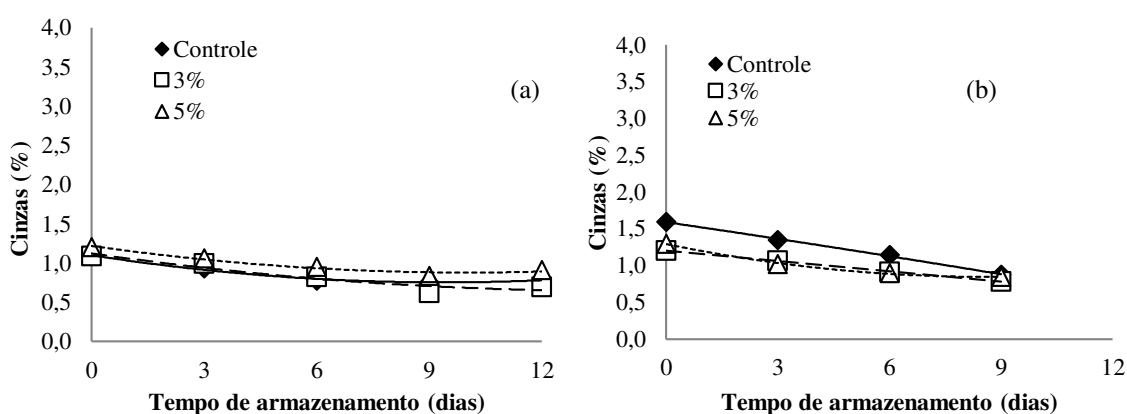 4,0
3,5
3,0
2,5
2,0
1,5
1,0
0,5
0,0
Cinzas (%)
Controle
3%
5%
(a)
0 3 6 9 12
Tempo de armazenamento (dias)
4,0
3,5
3,0
2,5
2,0
1,5
1,0
0,5
0,0
Cinzas (%)
Controle
3%
5%
(b)
0 3 6 9 12
Tempo de armazenamento (dias)